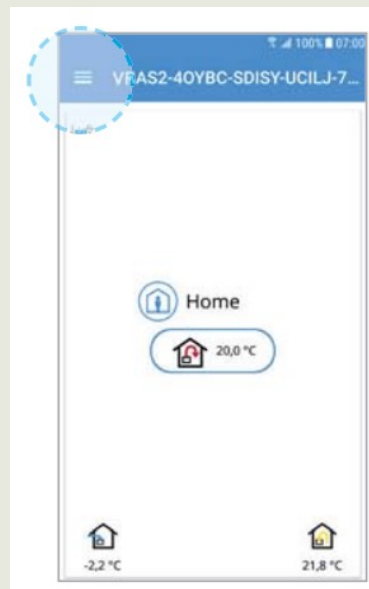 100% 07:00
VRAS2-4OYBC-SDISY-UCILJ-7...
Home
20,0 °C
-2,2 °C
21,8 °C